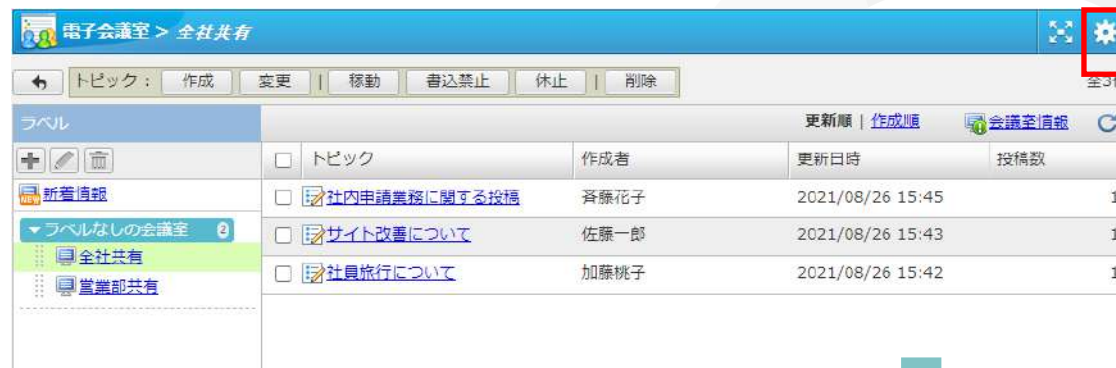 電子会議室 > 全社共有
トピック： 作成 変更 | 稼動 書込禁止 休止 | 削除
全3
ラベル
更新順 | 作成順 会議室情報
トピック 作成者 更新日時 投稿数
NEW 新着情報
社内申請業務に関する投稿 斉藤花子 2021/08/26 15:45 1
▼ラベルなしの会議室 2
サイト改善について 佐藤一郎 2021/08/26 15:43 1
全社共有
社員旅行について 加藤桃子 2021/08/26 15:42 1
営業部共有